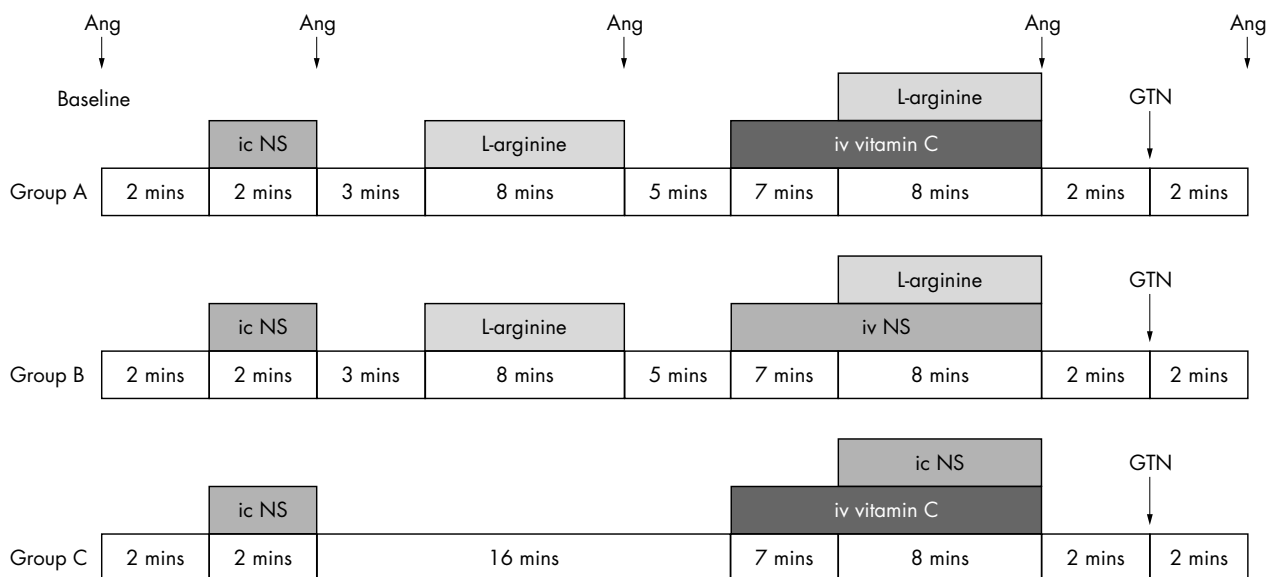 Ang Ang Ang Ang Ang
Baseline L-arginine GTN
ic NS L-arginine iv vitamin C
Group A 2 mins 2 mins 3 mins 8 mins 5 mins 7 mins 8 mins 2 mins 2 mins
L-arginine GTN
ic NS L-arginine iv NS
Group B 2 mins 2 mins 3 mins 8 mins 5 mins 7 mins 8 mins 2 mins 2 mins
ic NS GTN
ic NS iv vitamin C
Group C 2 mins 2 mins 16 mins 7 mins 8 mins 2 mins 2 mins